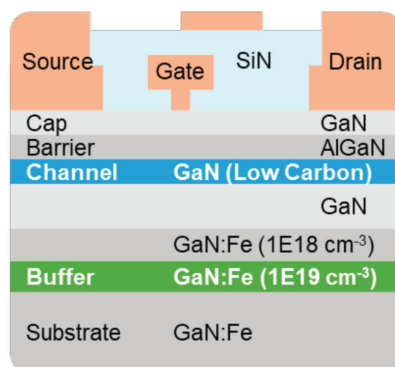 Source Gate SiN Drain
Cap GaN
Barrier AlGaN
Channel GaN (Low Carbon)
GaN
GaN:Fe (1E18 cm⁻³)
Buffer GaN:Fe (1E19 cm⁻³)
Substrate GaN:Fe